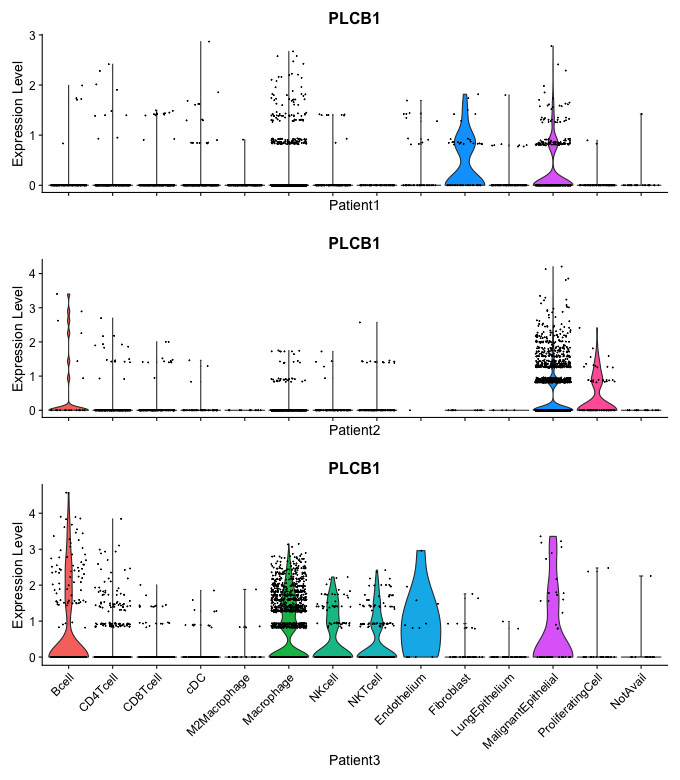 PLCB1
Expression Level
3
2
1
0
Patient1
PLCB1
Expression Level
4
3
2
1
0
Patient2
PLCB1
Expression Level
4
3
2
1
0
Bcell
CD4Tcell
CD8Tcell
cDC
M2Macrophage
Macrophage
NKcell
NKTcell
Endothelium
Fibroblast
LungEpithelium
MalignantEpithelial
ProliferatingCell
NotAvail
Patient3